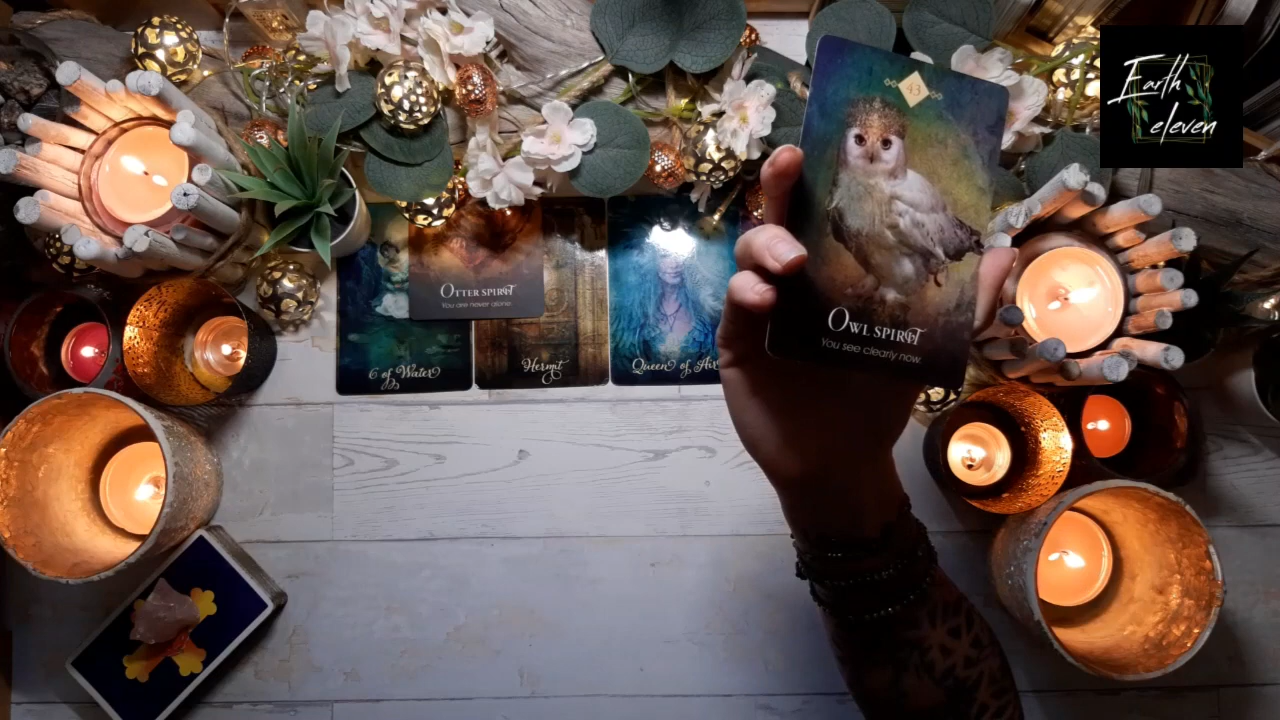 Earth
eleven
43
OWL SPIRIT
You see clearly now.
OTTER SPIRIT
You are never alone.
6 of Water
Hermit
Queen of Air